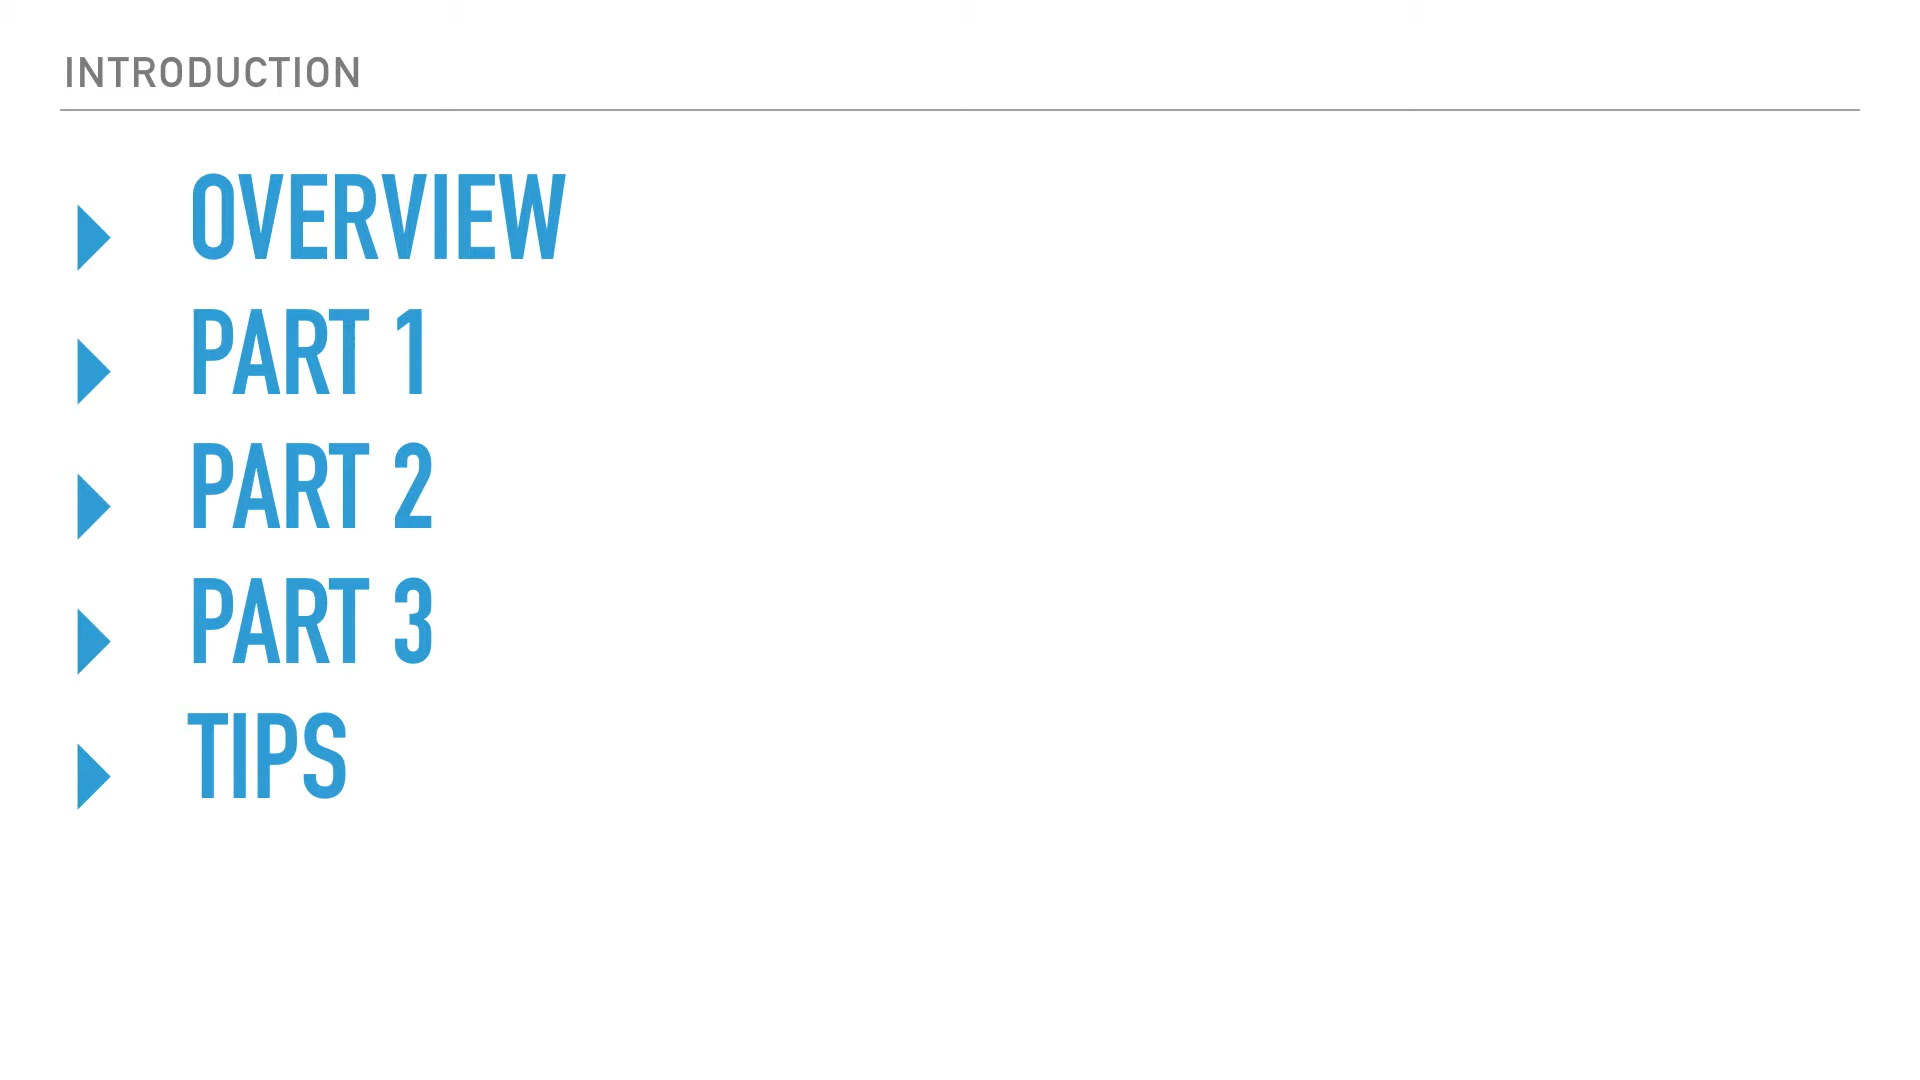 INTRODUCTION
OVERVIEW
PART 1
PART 2
PART 3
TIPS